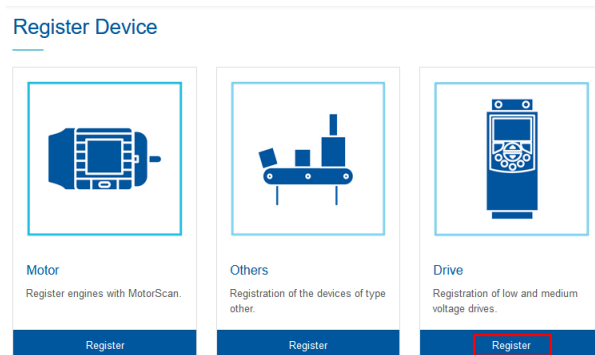 Register Device
Motor
Register engines with MotorScan.
Register
Others
Registration of the devices of type
other.
Register
Drive
Registration of low and medium
voltage drives.
Register